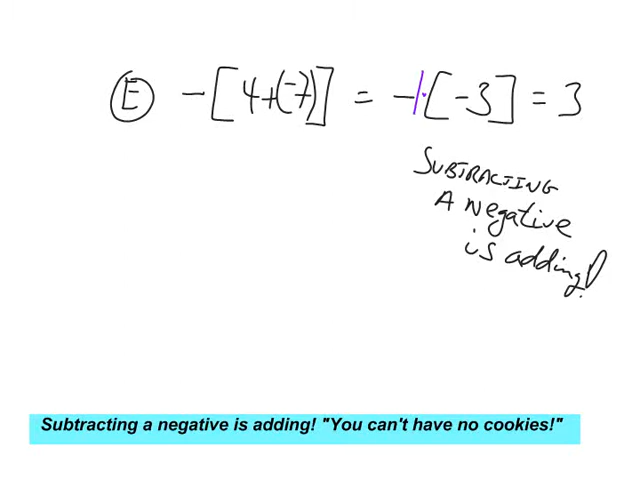 E -[4+(-7)] = -1·[-3] = 3
SUBTRACTING
A negative
is adding!
Subtracting a negative is adding! "You can't have no cookies!"